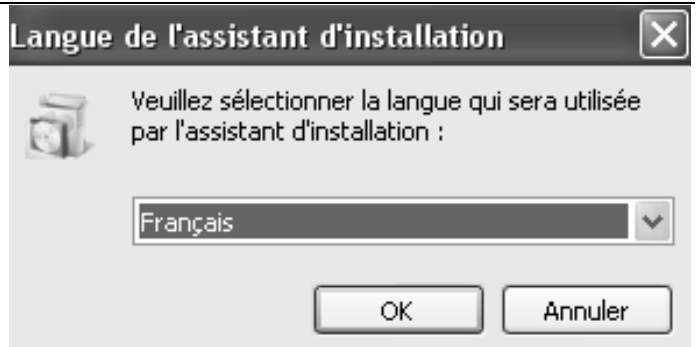 Langue de l'assistant d'installation
Veuillez sélectionner la langue qui sera utilisée
par l'assistant d'installation :
Français
OK
Annuler